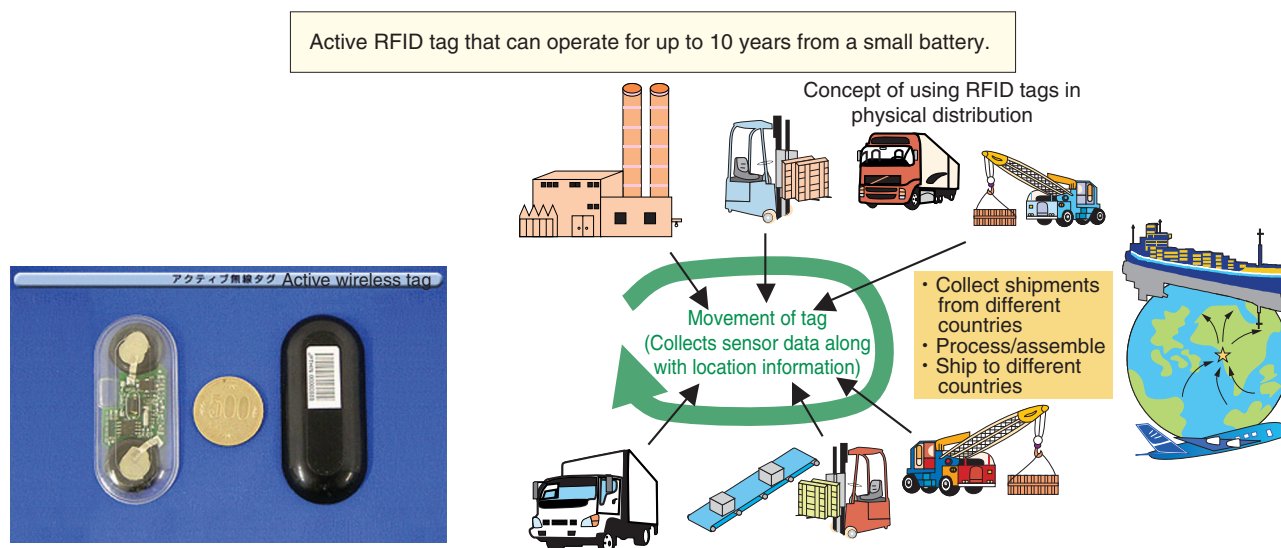 Active RFID tag that can operate for up to 10 years from a small battery.
Concept of using RFID tags in
physical distribution
アクティブ無線タグ Active wireless tag
500
Movement of tag
(Collects sensor data along
with location information)
・Collect shipments
from different
countries
・Process/assemble
・Ship to different
countries